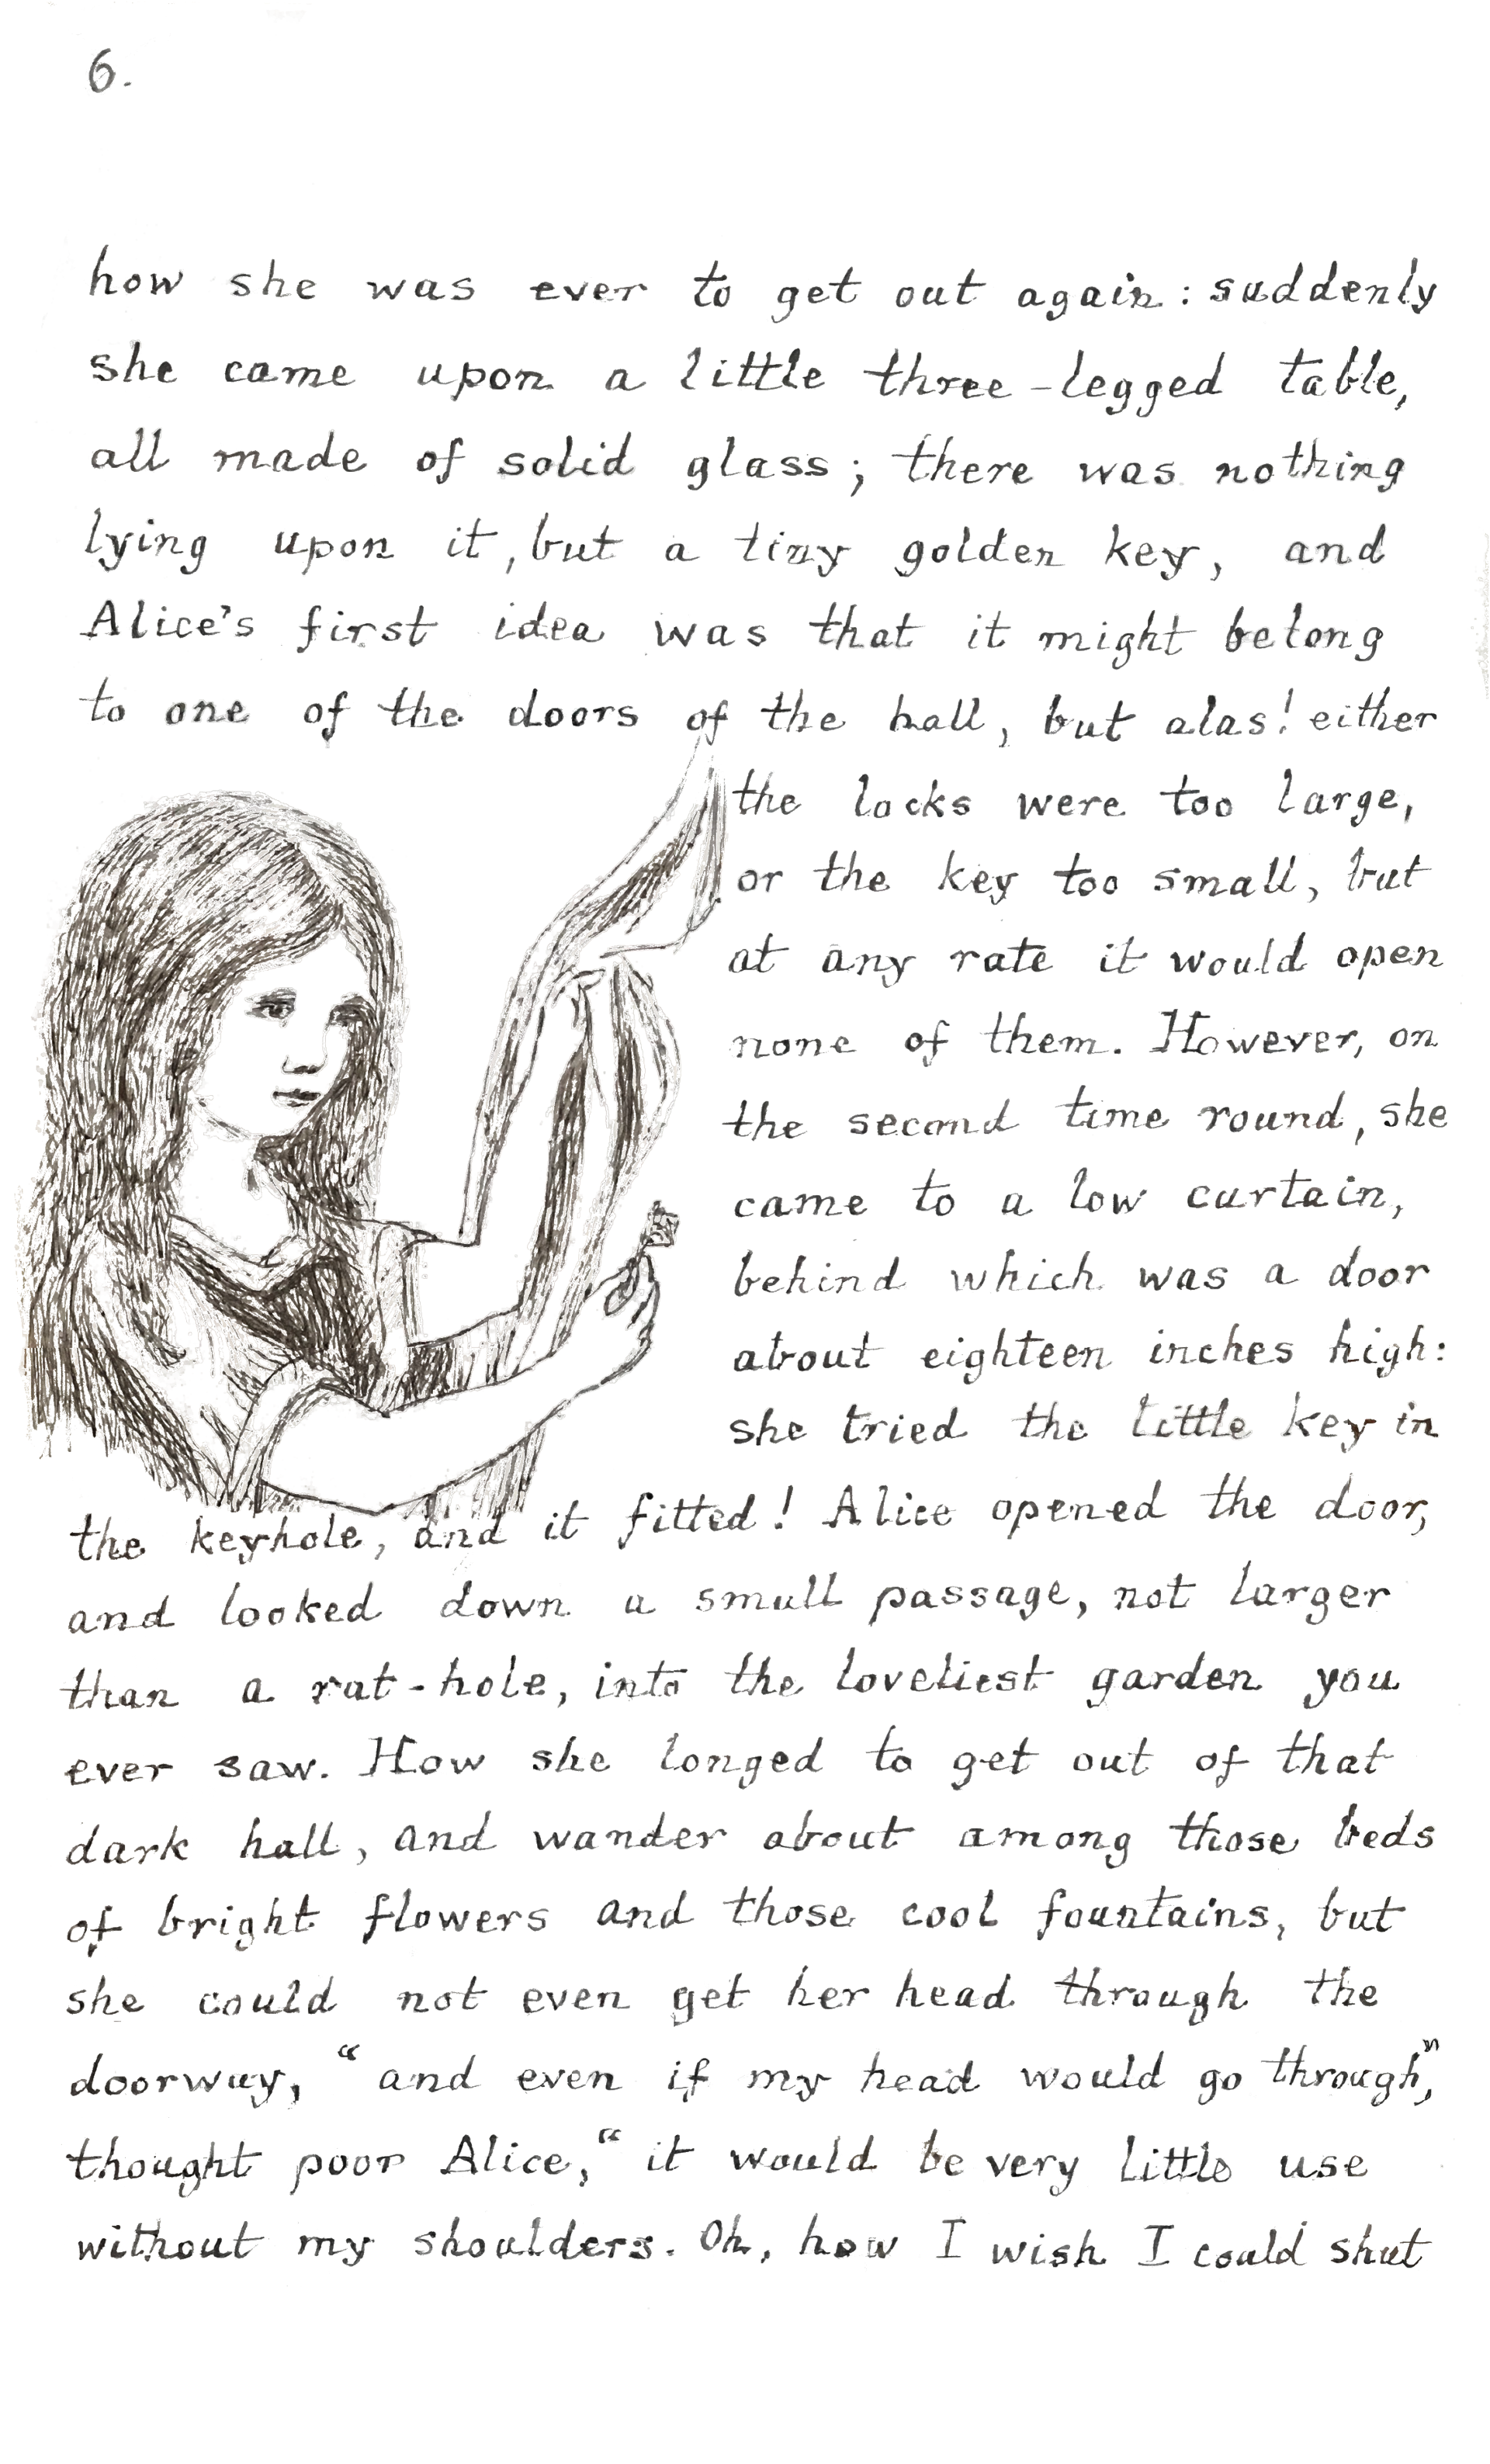 6.
how she was ever to get out again: suddenly
she came upon a little three-legged table,
all made of solid glass; there was nothing
lying upon it, but a tiny golden key, and
Alice's first idea was that it might belong
to one of the doors of the hall, but alas! either
the locks were too large,
or the key too small, but
at any rate it would open
none of them. However, on
the second time round, she
came to a low curtain,
behind which was a door
about eighteen inches high:
she tried the little key in
the keyhole, and it fitted! Alice opened the door,
and looked down a small passage, not larger
than a rat-hole, into the loveliest garden you
ever saw. How she longed to get out of that
dark hall, and wander about among those beds
of bright flowers and those cool fountains, but
she could not even get her head through the
doorway, “and even if my head would go through,”
thought poor Alice, “it would be very little use
without my shoulders. Oh, how I wish I could shut